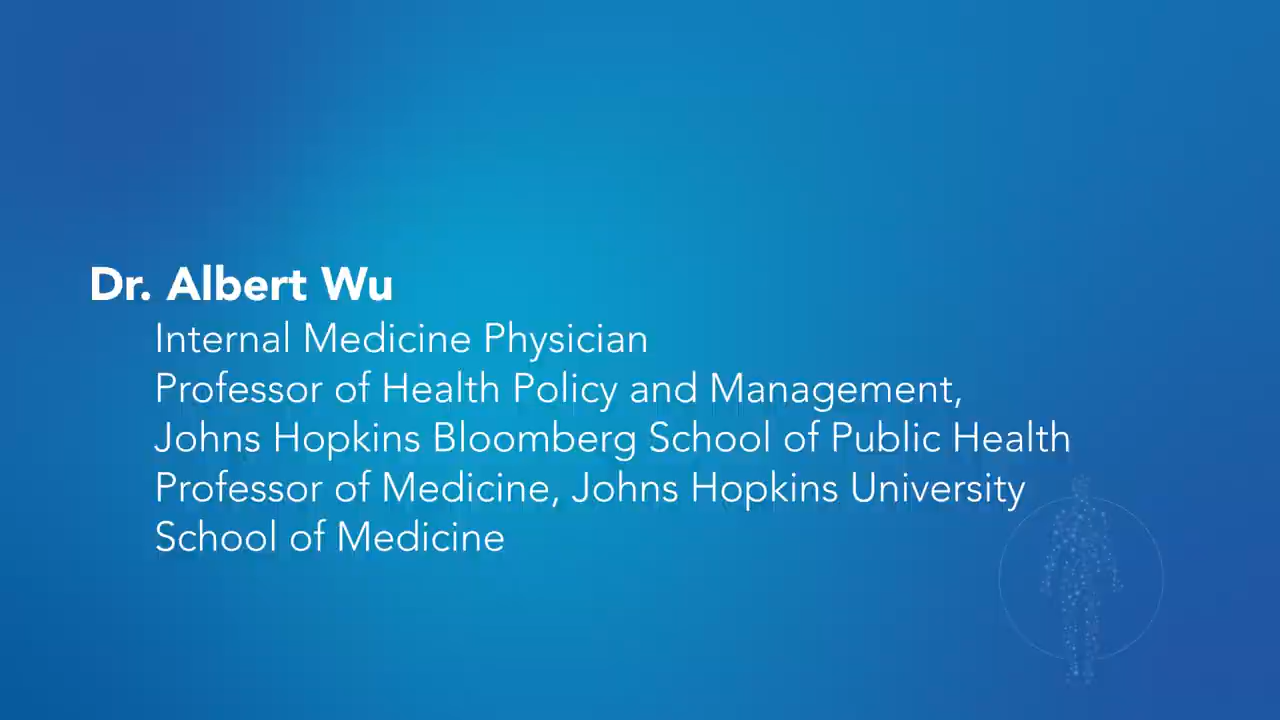 Dr. Albert Wu
Internal Medicine Physician
Professor of Health Policy and Management,
Johns Hopkins Bloomberg School of Public Health
Professor of Medicine, Johns Hopkins University
School of Medicine